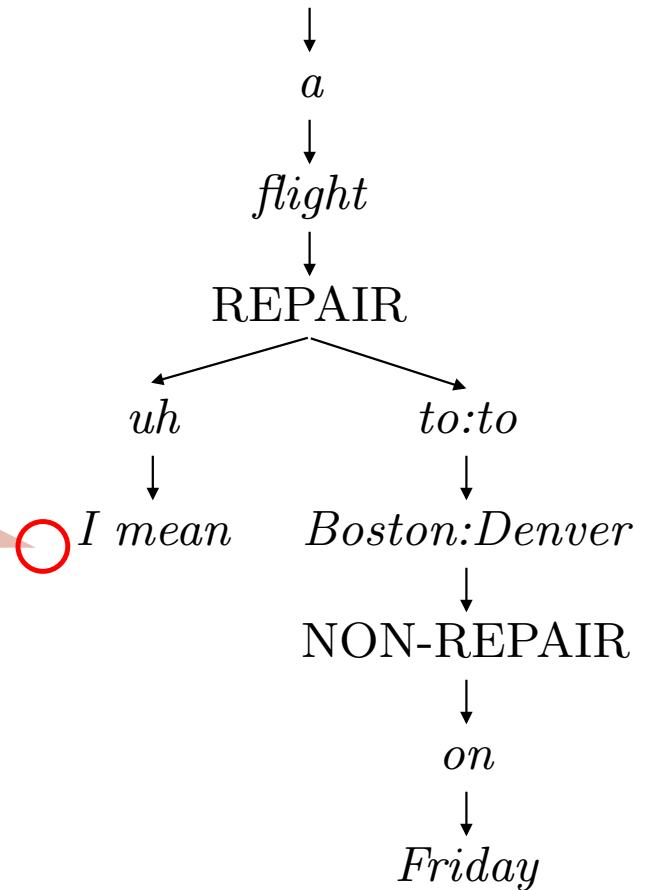 a
flight
REPAIR
uh to:to
I mean Boston:Denver
NON-REPAIR
on
Friday